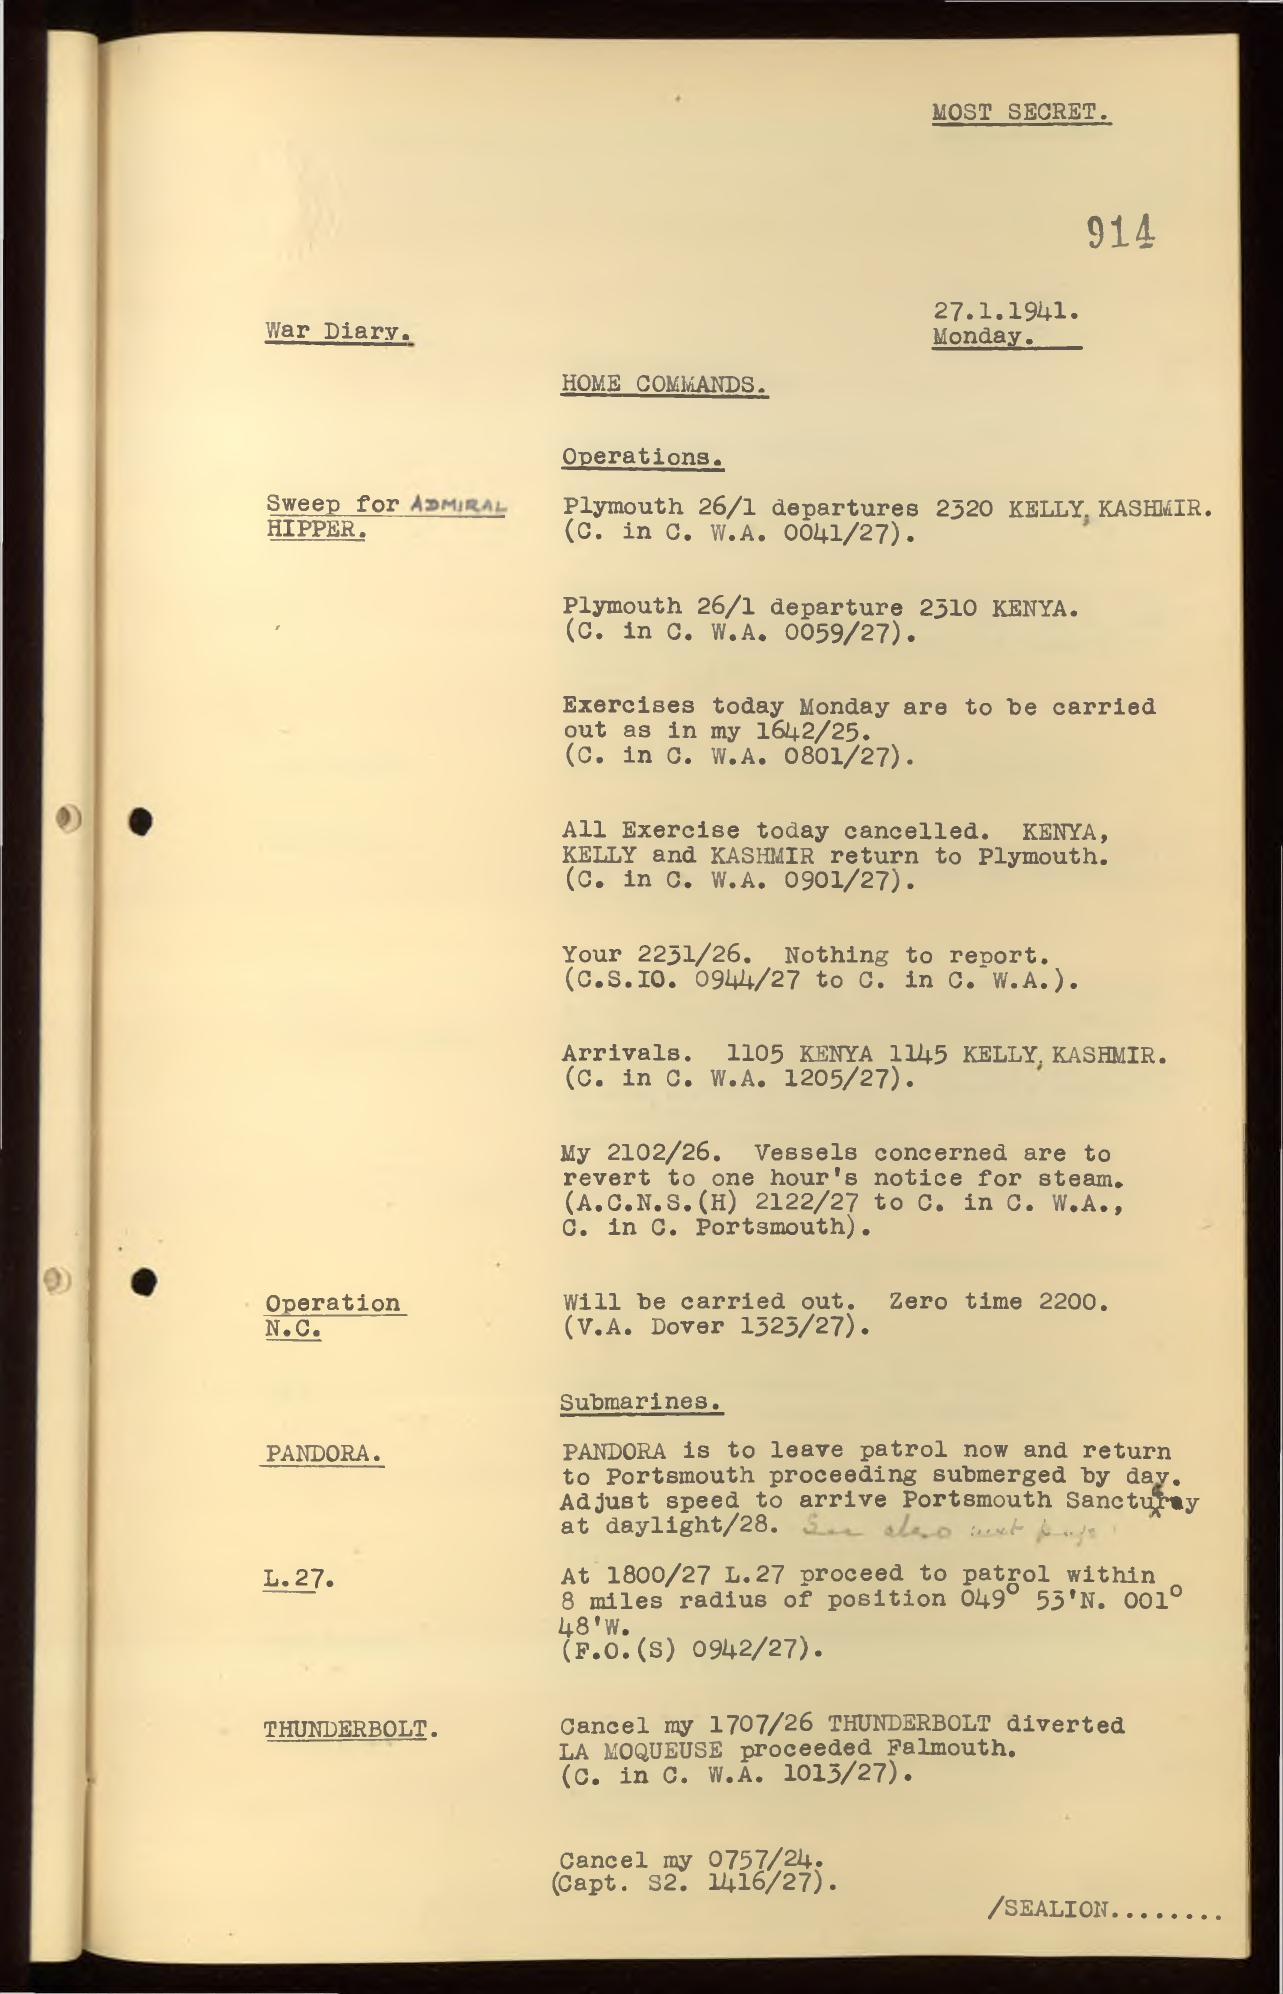 MOST SECRET.
914
27.1.1941.
War Diary.
Monday.
HOME COMMANDS.
Operations.
Sweep for ADMIRAL
HIPPER.
Plymouth 26/1 departures 2320 KELLY, KASHMIR.
(C. in C. W.A. 0041/27).
Plymouth 26/1 departure 2310 KENYA.
(C. in C. W.A. 0059/27).
Exercises today Monday are to be carried
out as in my 1642/25.
(C. in C. W.A. 0801/27).
All Exercise today cancelled. KENYA,
KELLY and KASHMIR return to Plymouth.
(C. in C. W.A. 0901/27).
Your 2231/26. Nothing to report.
(C.S.10. 0944/27 to C. in C. W.A.).
Arrivals. 1105 KENYA 1145 KELLY, KASHMIR.
(C. in C. W.A. 1205/27).
My 2102/26. Vessels concerned are to
revert to one hour's notice for steam.
(A.C.N.S.(H) 2122/27 to C. in C. W.A.,
C. in C. Portsmouth).
Operation
N.C.
Will be carried out. Zero time 2200.
(V.A. Dover 1323/27).
Submarines.
PANDORA.
PANDORA is to leave patrol now and return
to Portsmouth proceeding submerged by day.
Adjust speed to arrive Portsmouth Sanctuary
at daylight/28. See also next page
L.27.
At 1800/27 L.27 proceed to patrol within
8 miles radius of position 049° 53'N. 001°
48'W.
(F.O.(S) 0942/27).
THUNDERBOLT.
Cancel my 1707/26 THUNDERBOLT diverted
LA MOQUEUSE proceeded Falmouth.
(C. in C. W.A. 1013/27).
Cancel my 0757/24.
(Capt. S2. 1416/27).
/SEALION........